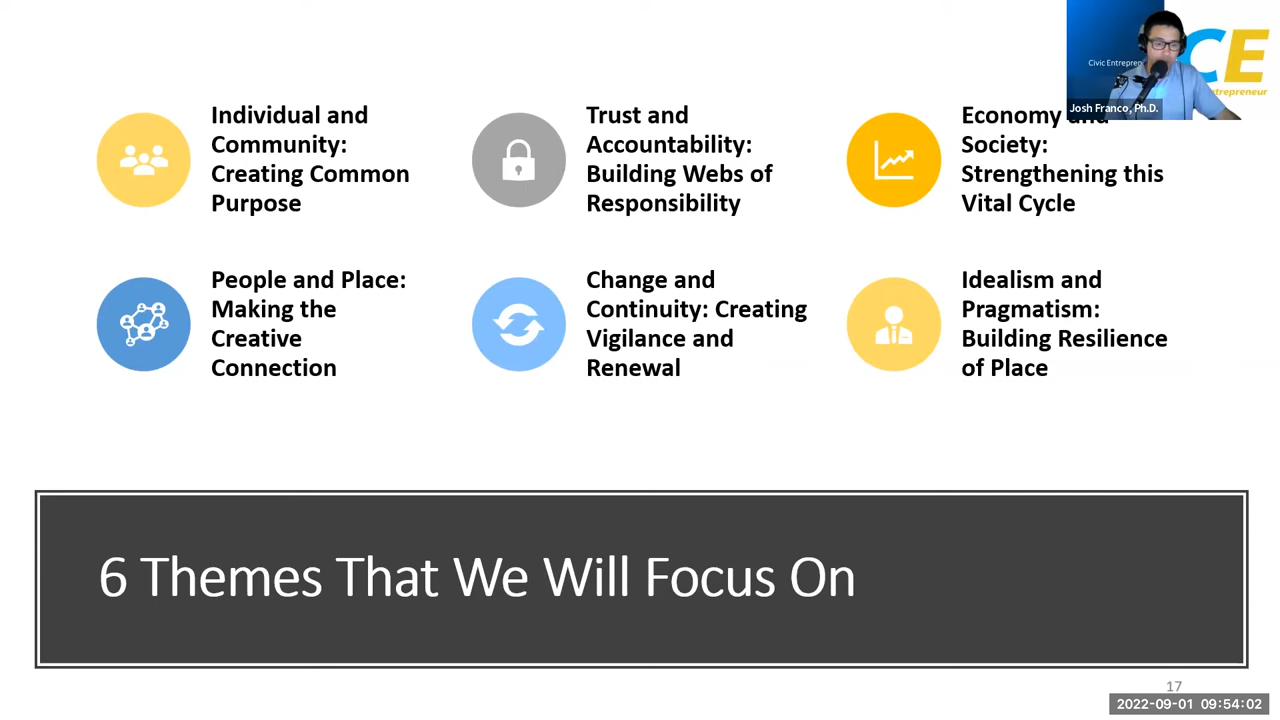 Individual and
Community:
Creating Common
Purpose
Trust and
Accountability:
Building Webs of
Responsibility
Economy and
Society:
Strengthening this
Vital Cycle
People and Place:
Making the
Creative
Connection
Change and
Continuity: Creating
Vigilance and
Renewal
Idealism and
Pragmatism:
Building Resilience
of Place
6 Themes That We Will Focus On
CE
Civic Entrepren
trepreneur
Josh Franco, Ph.D.
17
2022-09-01 09:54:02